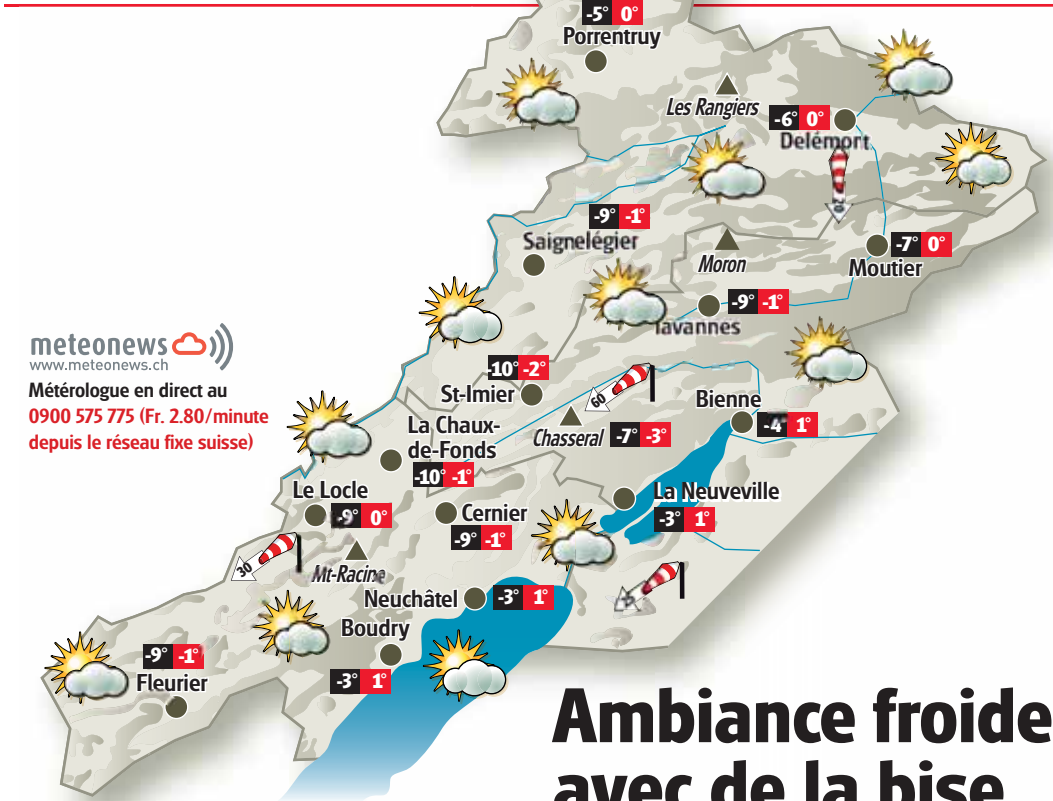 -5° 0°
Porrentruy
Les Rangiers
-6° 0°
Delémort
-9° -1°
Saignelégier
Moron
-7° 0°
Moutier
-9° -1°
Tavannes
meteonews
www.meteonews.ch
Météorologue en direct au
0900 575 775 (Fr. 2.80/minute
depuis le réseau fixe suisse)
-10° -2°
St-Imier
60
Bienne
-4° 1°
Chasseral -7° -3°
La Chaux-
de-Fonds
-10° -1°
Le Locle
-9° 0°
Cernier
-9° -1°
La Neuveville
-3° 1°
30
Mt-Racine
Neuchâtel -3° 1°
Boudry
-3° 1°
-9° -1°
Fleurier
Ambiance froide
avec de la bise